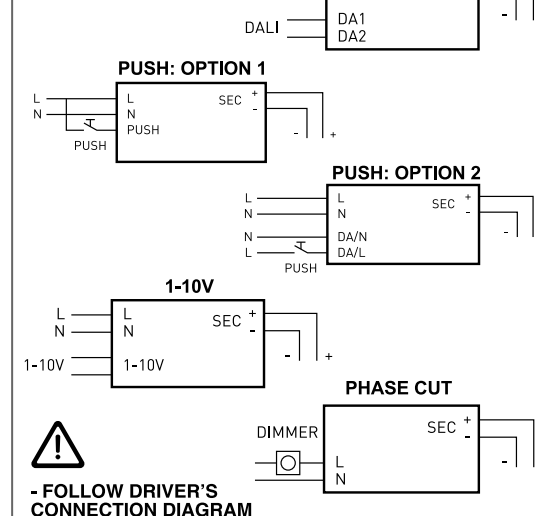 DALI
DA1
DA2
-
PUSH: OPTION 1
L
N
L
N
PUSH
SEC
+
-
PUSH
-
+
PUSH: OPTION 2
L
N
N
L
L
N
DA/N
DA/L
SEC
+
-
PUSH
-
1-10V
L
N
L
N
SEC
+
-
1-10V
1-10V
-
+
PHASE CUT
DIMMER
L
N
SEC
+
-
-
- FOLLOW DRIVER'S
CONNECTION DIAGRAM